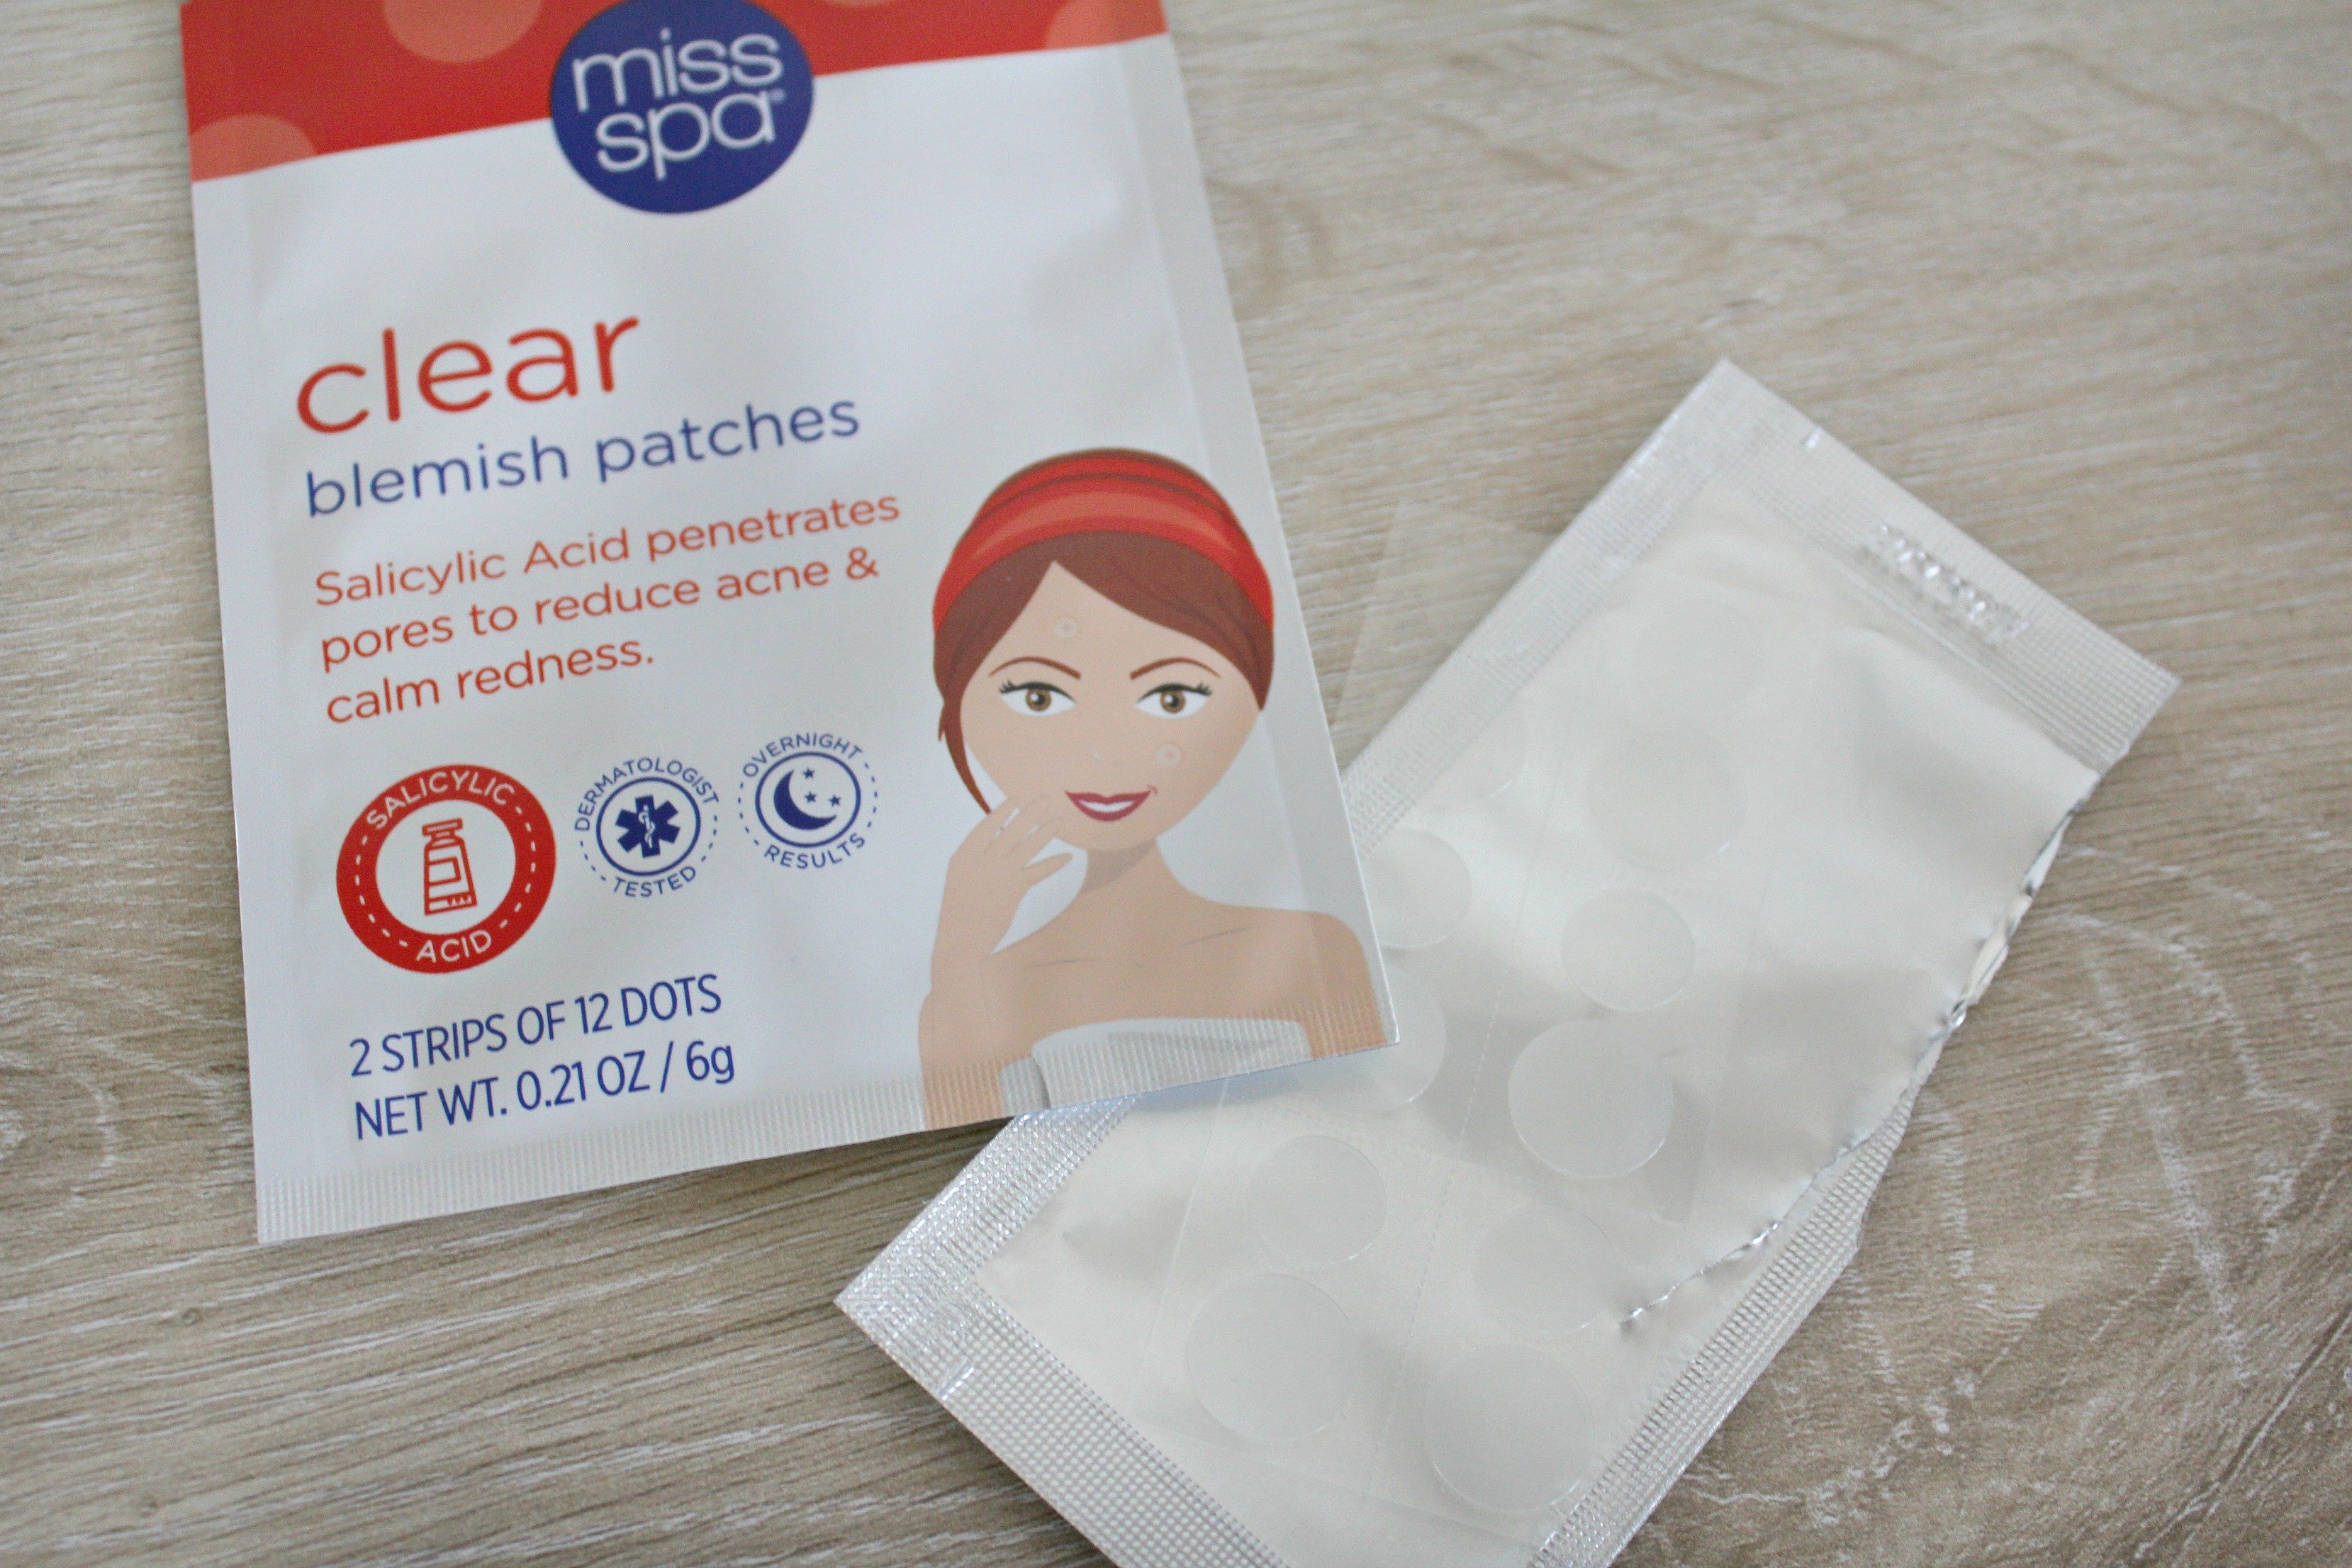 miss
spa®
clear
blemish patches
Salicylic Acid penetrates
pores to reduce acne &
calm redness.
SALICYLIC
ACID
DERMATOLOGIST
TESTED
OVERNIGHT
RESULTS
2 STRIPS OF 12 DOTS
NET WT. 0.21 OZ / 6g